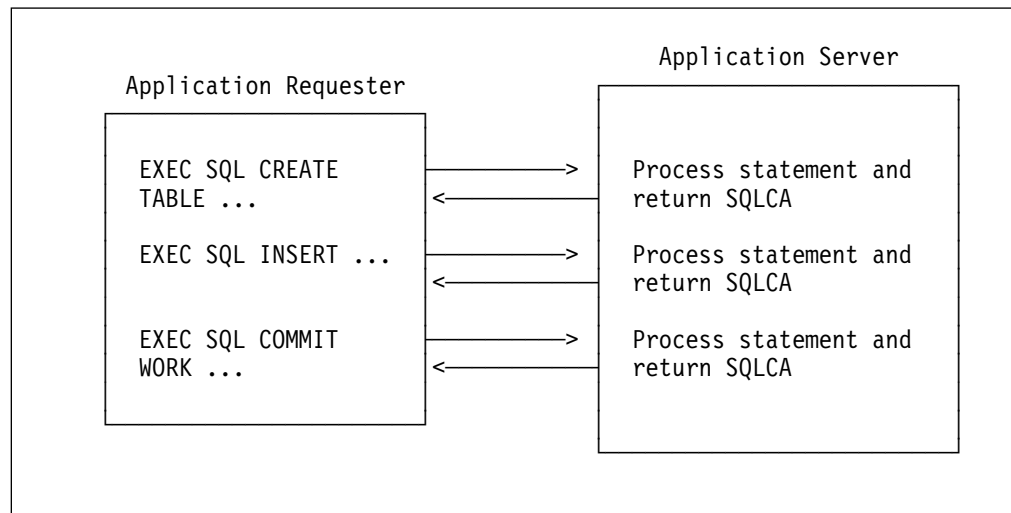 Application Server
Application Requester
EXEC SQL CREATE
TABLE ...
Process statement and
return SQLCA
EXEC SQL INSERT ...
Process statement and
return SQLCA
EXEC SQL COMMIT
WORK ...
Process statement and
return SQLCA